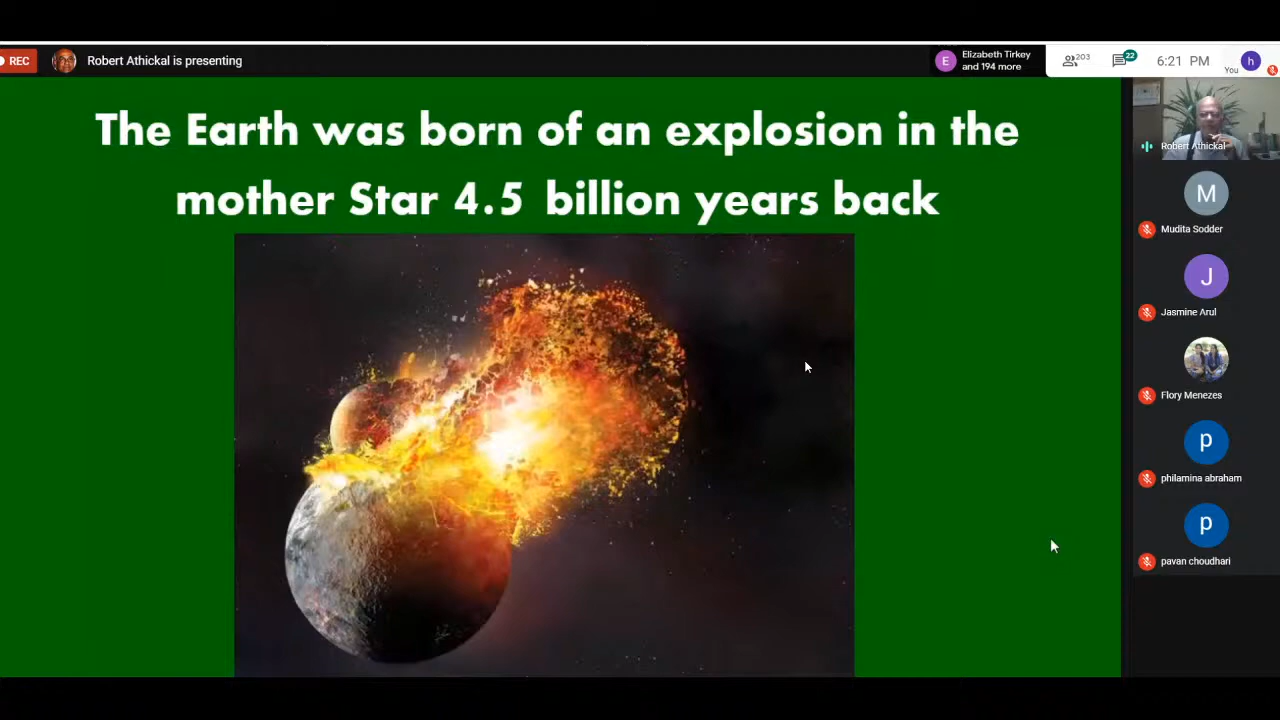 REC
Robert Athickal is presenting
E
Elizabeth Tirkey
and 194 more
203
22
6:21 PM
You
h
The Earth was born of an explosion in the
mother Star 4.5 billion years back
Robert Athickal
M
Mudita Sodder
J
Jasmine Arul
Flory Menezes
p
philamina abraham
p
pavan choudhari